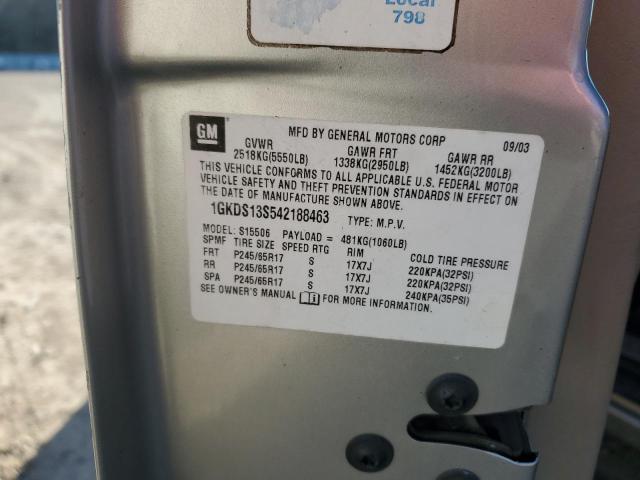 Local
798
GM
MFD BY GENERAL MOTORS CORP 09/03
GVWR GAWR FRT GAWR RR
2518KG(5550LB) 1338KG(2950LB) 1452KG(3200LB)
THIS VEHICLE CONFORMS TO ALL APPLICABLE U.S. FEDERAL MOTOR
VEHICLE SAFETY AND THEFT PREVENTION STANDARDS IN EFFECT ON
THE DATE OF MANUFACTURE SHOWN ABOVE.
1GKDS13S542188463 TYPE: M.P.V.
MODEL: S15506 PAYLOAD = 481KG(1060LB)
SPMF TIRE SIZE SPEED RTG RIM COLD TIRE PRESSURE
FRT P245/65R17 S 17X7J 220KPA(32PSI)
RR P245/65R17 S 17X7J 220KPA(32PSI)
SPA P245/65R17 S 17X7J 240KPA(35PSI)
SEE OWNER'S MANUAL FOR MORE INFORMATION.